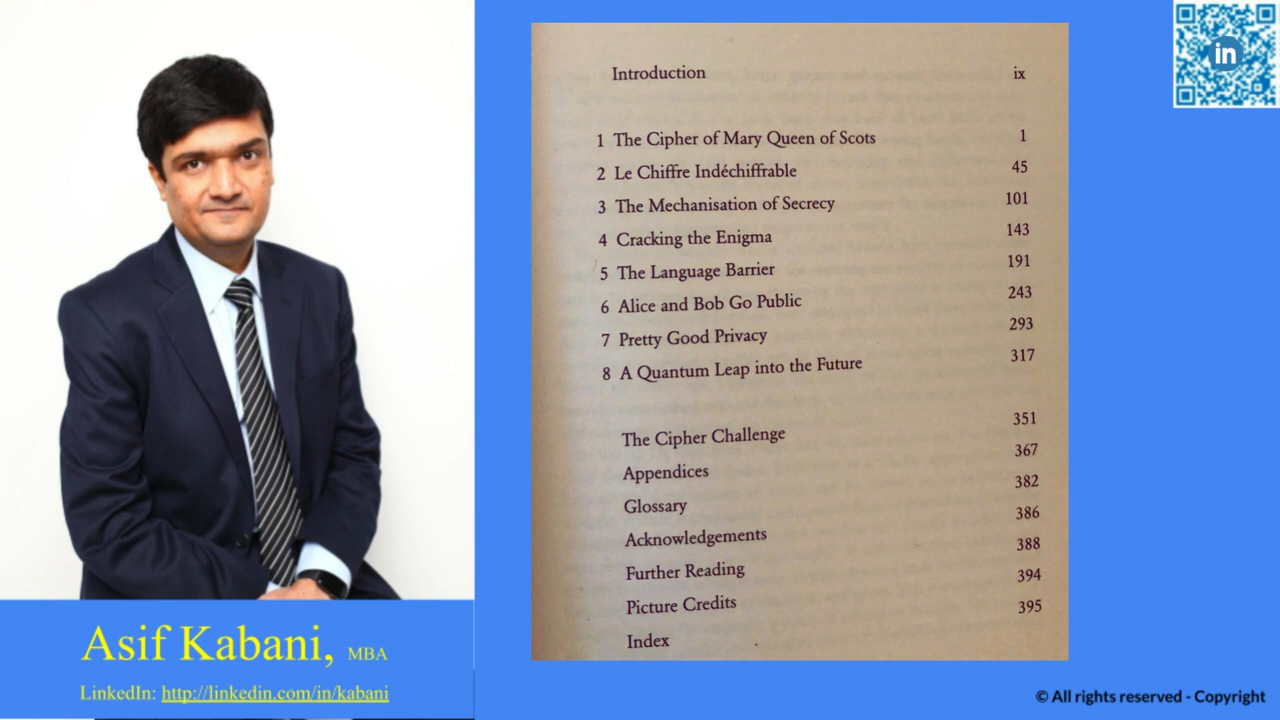 Introduction ix
1 The Cipher of Mary Queen of Scots 1
2 Le Chiffre Indéchiffrable 45
3 The Mechanisation of Secrecy 101
4 Cracking the Enigma 143
5 The Language Barrier 191
6 Alice and Bob Go Public 243
7 Pretty Good Privacy 293
8 A Quantum Leap into the Future 317
The Cipher Challenge 351
Appendices 367
Glossary 382
Acknowledgements 386
Further Reading 388
Picture Credits 394
Index 395
Asif Kabani, MBA
LinkedIn: http://linkedin.com/in/kabani
in
© All rights reserved - Copyright